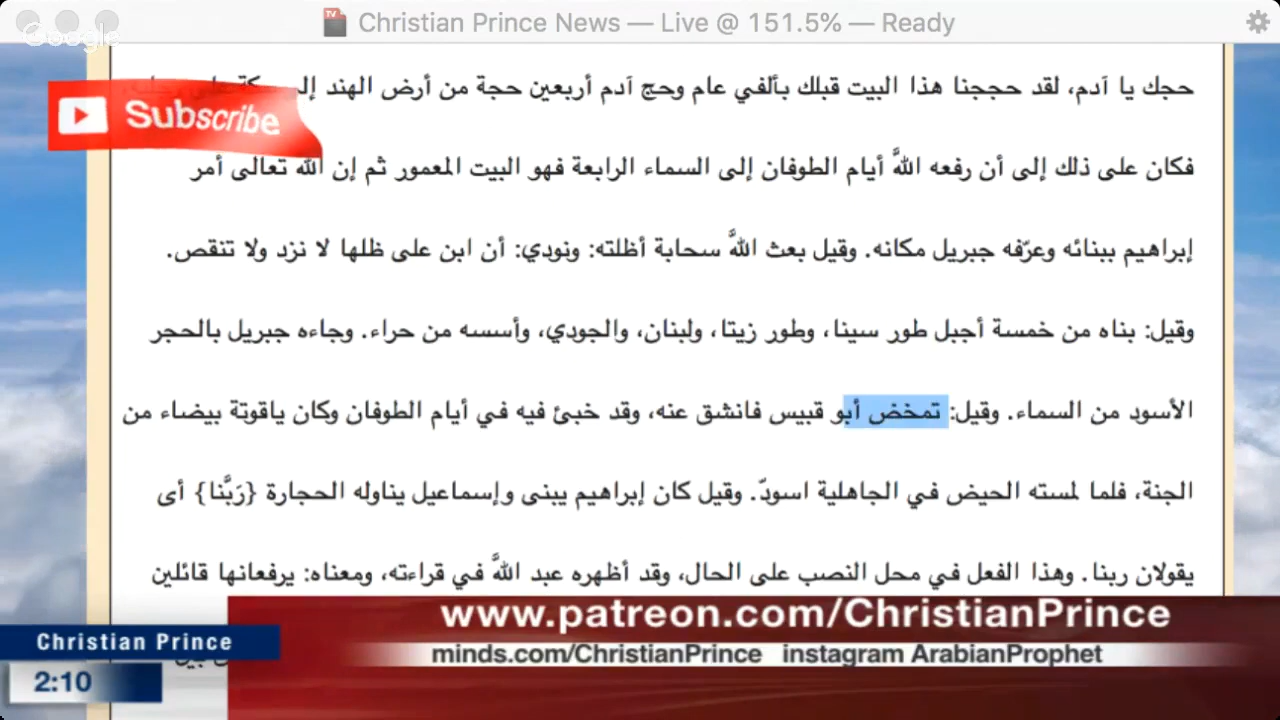 Christian Prince News — Live @ 151.5% — Ready
Google
حجك يا آدم، لقد حججنا هذا البيت قبلك بألفي عام وحج آدم أربعين حجة من أرض الهند
Subscribe
فكان على ذلك إلى أن رفعه اللَّه أيام الطوفان إلى السماء الرابعة فهو البيت المعمور ثم إن اللَّه تعالى أمر
إبراهيم ببنائه وعرّفه جبريل مكانه. وقيل بعث اللَّه سحابة أظلته: ونودي: أن ابن على ظلها لا نزد ولا تنقص.
وقيل: بناه من خمسة أجبل طور سينا، وطور زيتا، ولبنان، والجودي، وأسسه من حراء. وجاءه جبريل بالحجر
الأسود من السماء. وقيل: تمخض أبو قبيس فانشق عنه، وقد خبئ فيه في أيام الطوفان وكان ياقوتة بيضاء من
الجنة، فلما لمسته الحيض في الجاهلية اسودّ. وقيل كان إبراهيم يبنى وإسماعيل يناوله الحجارة {رَبَّنا} أى
يقولان ربنا. وهذا الفعل في محل النصب على الحال، وقد أظهره عبد اللَّه في قراءته، ومعناه: يرفعانها قائلين
www.patreon.com/ChristianPrince
Christian Prince
minds.com/ChristianPrince instagram ArabianProphet
2:10